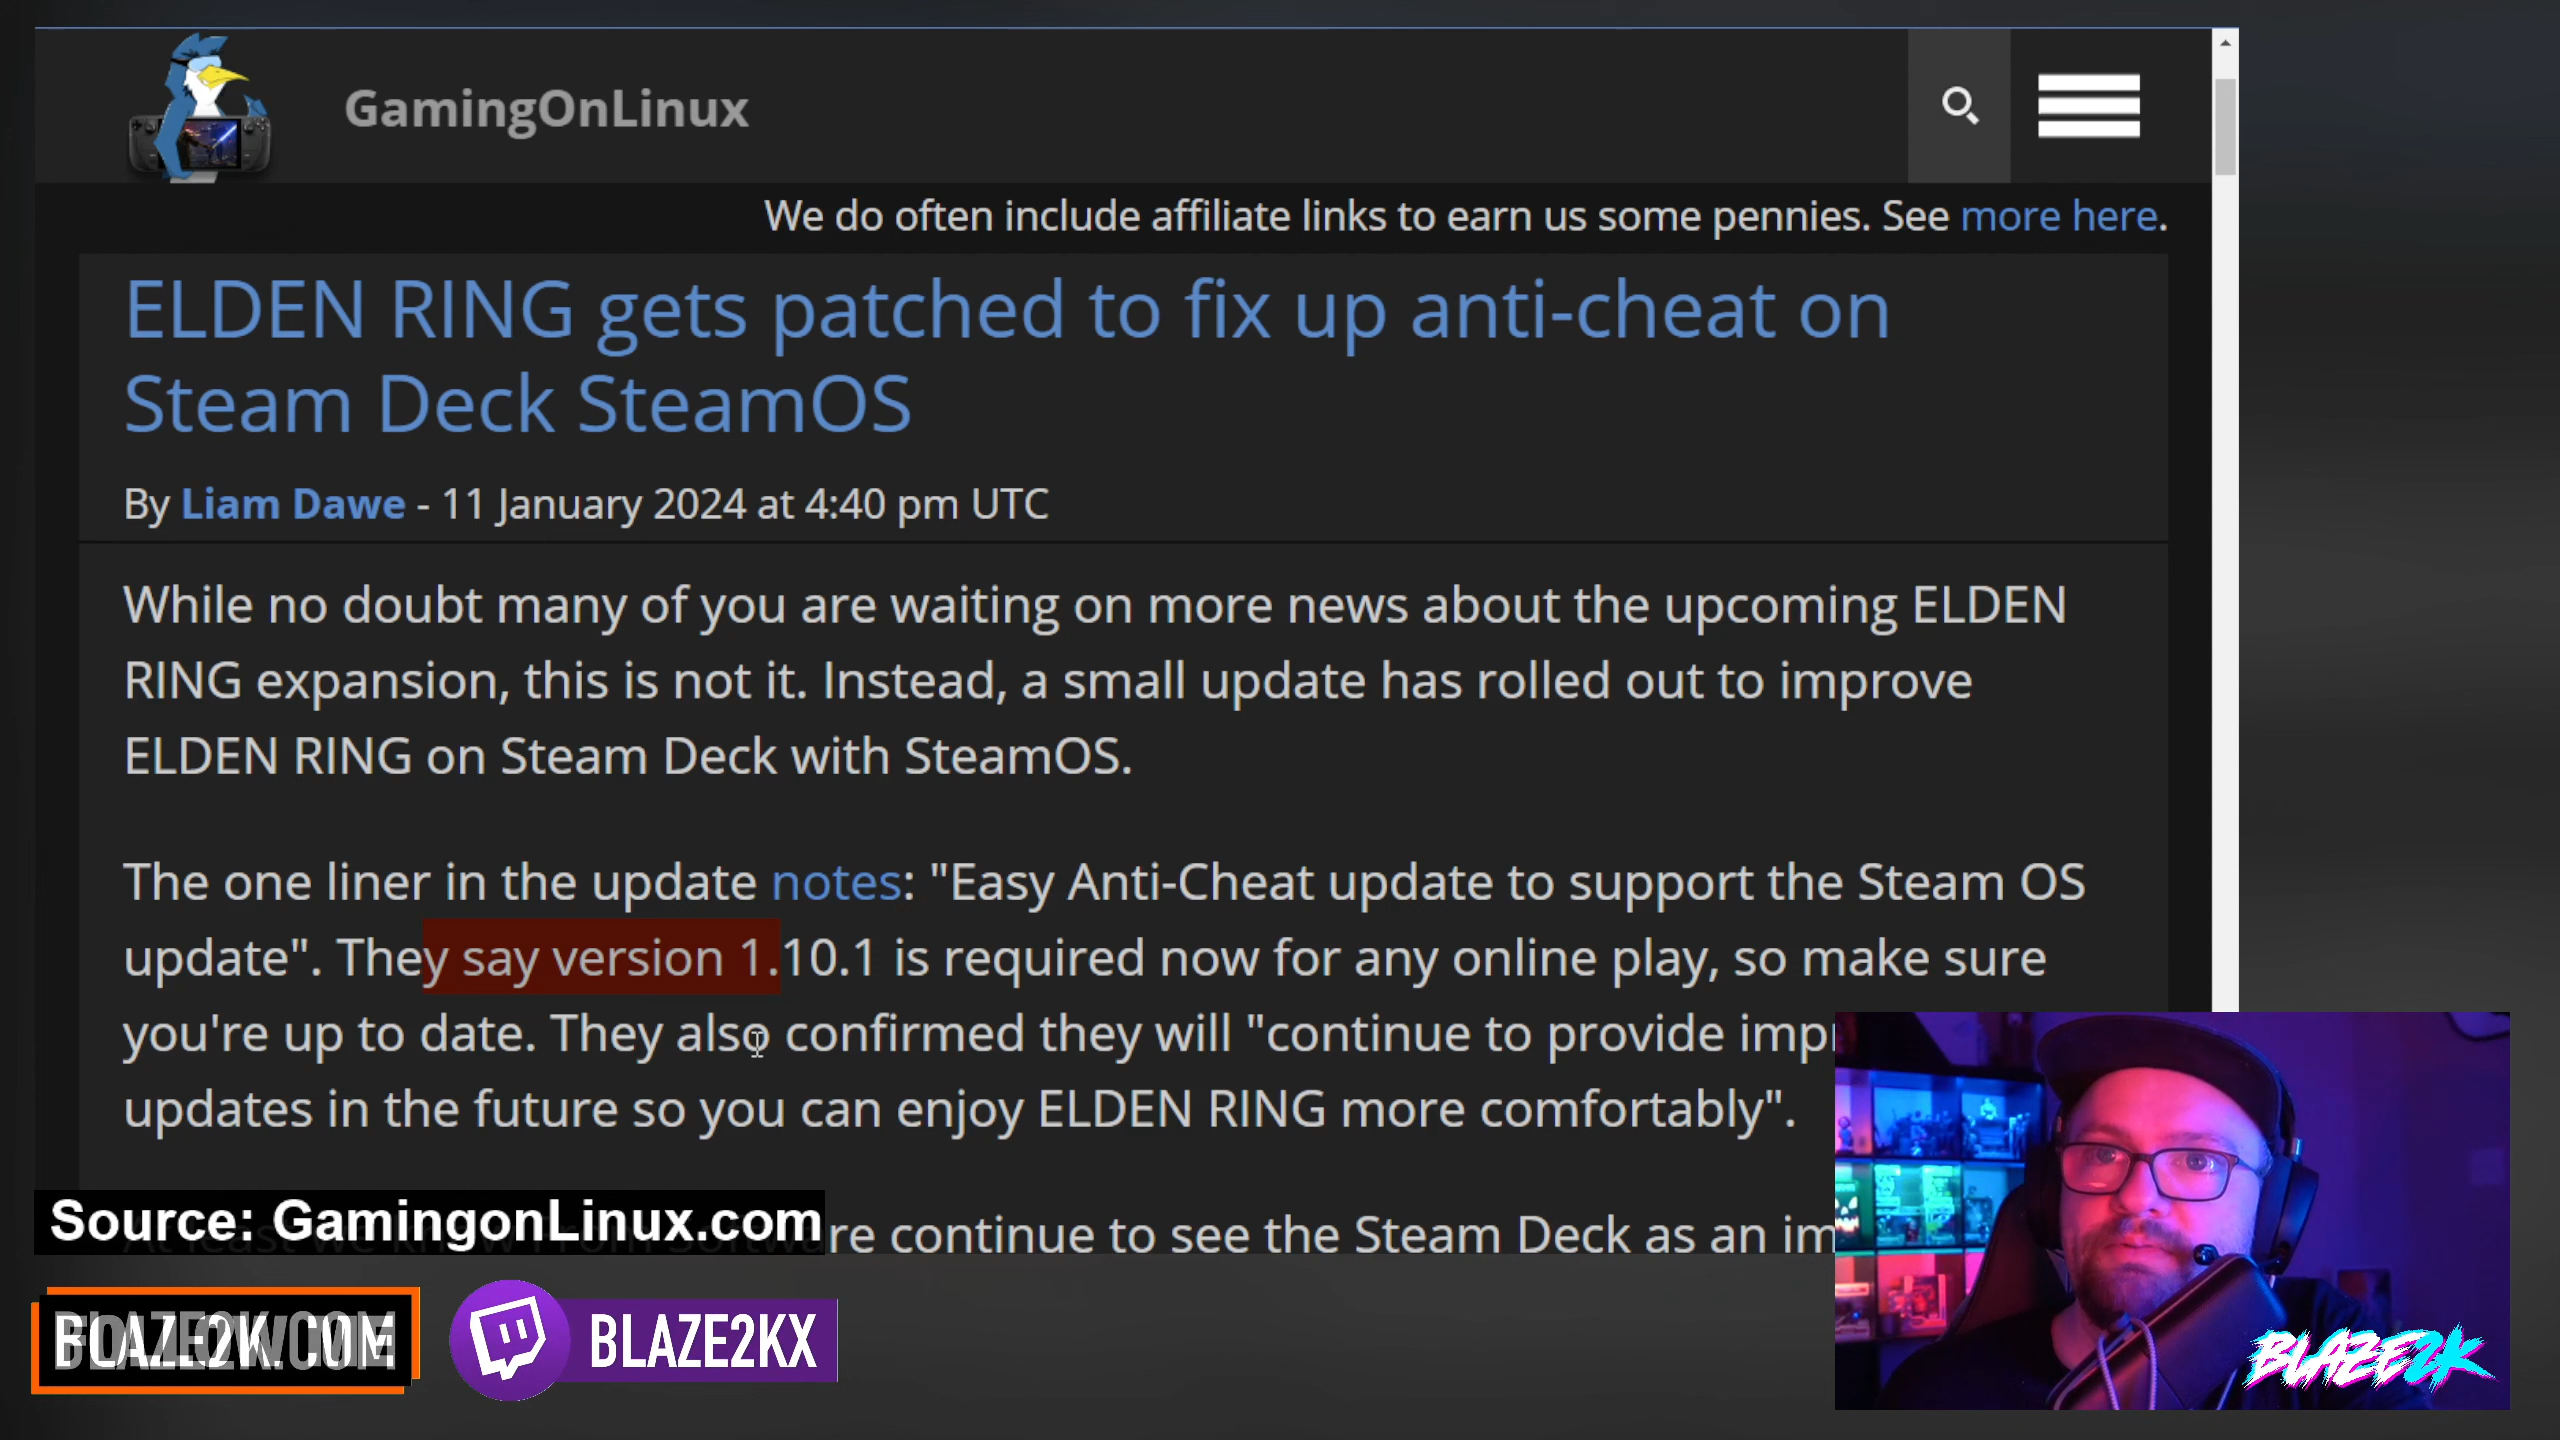 GamingOnLinux
We do often include affiliate links to earn us some pennies. See more here.
ELDEN RING gets patched to fix up anti-cheat on
Steam Deck SteamOS
By Liam Dawe - 11 January 2024 at 4:40 pm UTC
While no doubt many of you are waiting on more news about the upcoming ELDEN
RING expansion, this is not it. Instead, a small update has rolled out to improve
ELDEN RING on Steam Deck with SteamOS.
The one liner in the update notes: "Easy Anti-Cheat update to support the Steam OS
update". They say version 1.10.1 is required now for any online play, so make sure
you're up to date. They also confirmed they will "continue to provide impr
updates in the future so you can enjoy ELDEN RING more comfortably".
Source: GamingonLinux.com
re continue to see the Steam Deck as an im
BLAZE2K.COM
BLAZE2KX
BLAZE2K